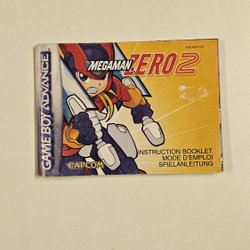 GAME BOY ADVANCE
MEGAMAN ZERO 2
CAPCOM
INSTRUCTION BOOKLET
MODE D'EMPLOI
SPIELANLEITUNG